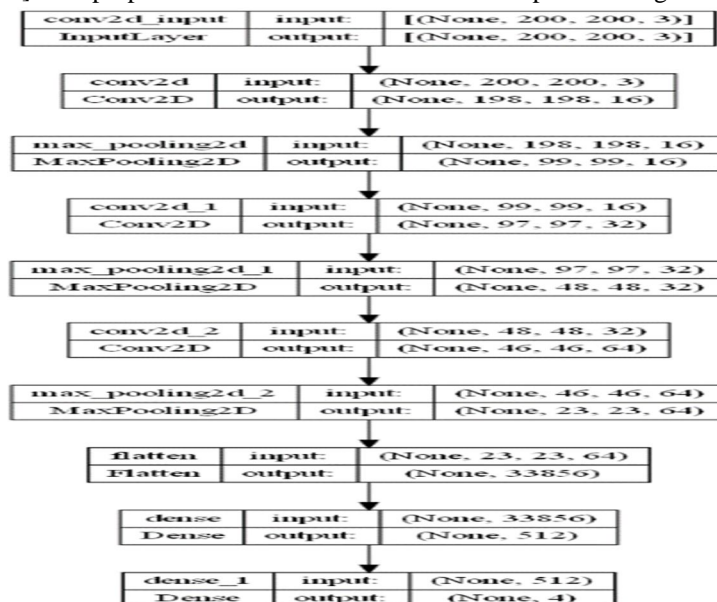 conv2d_input input: [(None, 200, 200, 3)]
InputLayer output: [(None, 200, 200, 3)]
conv2d input: (None, 200, 200, 3)
Conv2D output: (None, 198, 198, 16)
max_pooling2d input: (None, 198, 198, 16)
MaxPooling2D output: (None, 99, 99, 16)
conv2d_1 input: (None, 99, 99, 16)
Conv2D output: (None, 97, 97, 32)
max_pooling2d_1 input: (None, 97, 97, 32)
MaxPooling2D output: (None, 48, 48, 32)
conv2d_2 input: (None, 48, 48, 32)
Conv2D output: (None, 46, 46, 64)
max_pooling2d_2 input: (None, 46, 46, 64)
MaxPooling2D output: (None, 23, 23, 64)
flatten input: (None, 23, 23, 64)
Flatten output: (None, 33856)
dense input: (None, 33856)
Dense output: (None, 512)
dense_1 input: (None, 512)
Dense output: (None, 4)